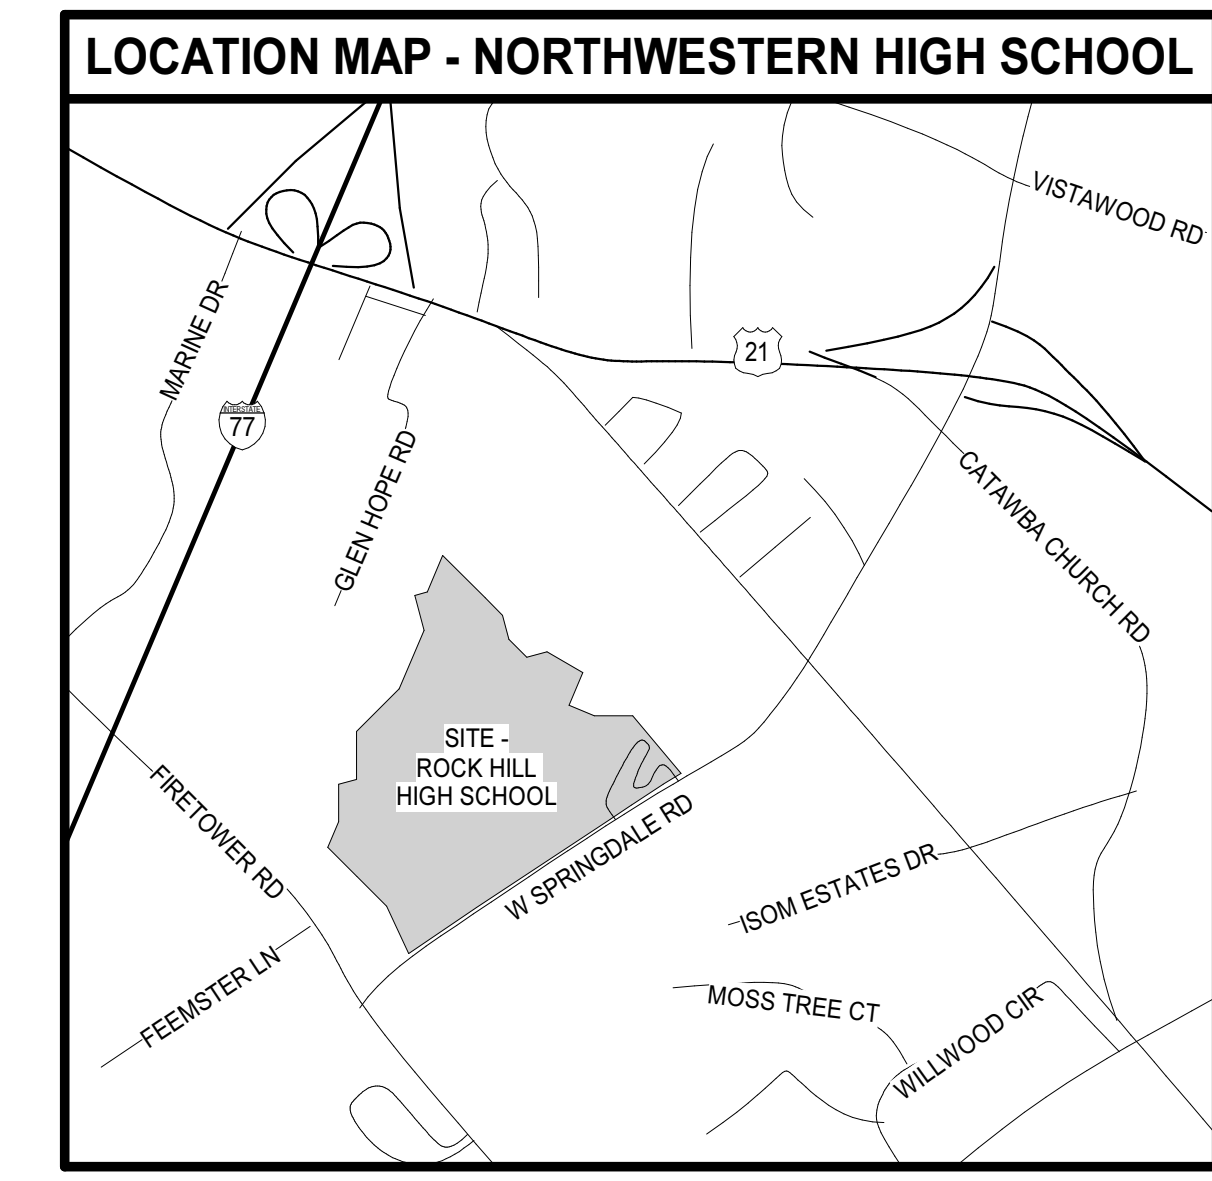 LOCATION MAP - NORTHWESTERN HIGH SCHOOL
VISTAWOOD RD
MARINE DR
21
INTERSTATE
77
GLEN HOPE RD
CATAWBA CHURCH RD
SITE -
ROCK HILL
HIGH SCHOOL
FIRETOWER RD
W SPRINGDALE RD
ISOM ESTATES DR
FEEMSTER LN
MOSS TREE CT
WILLWOOD CIR